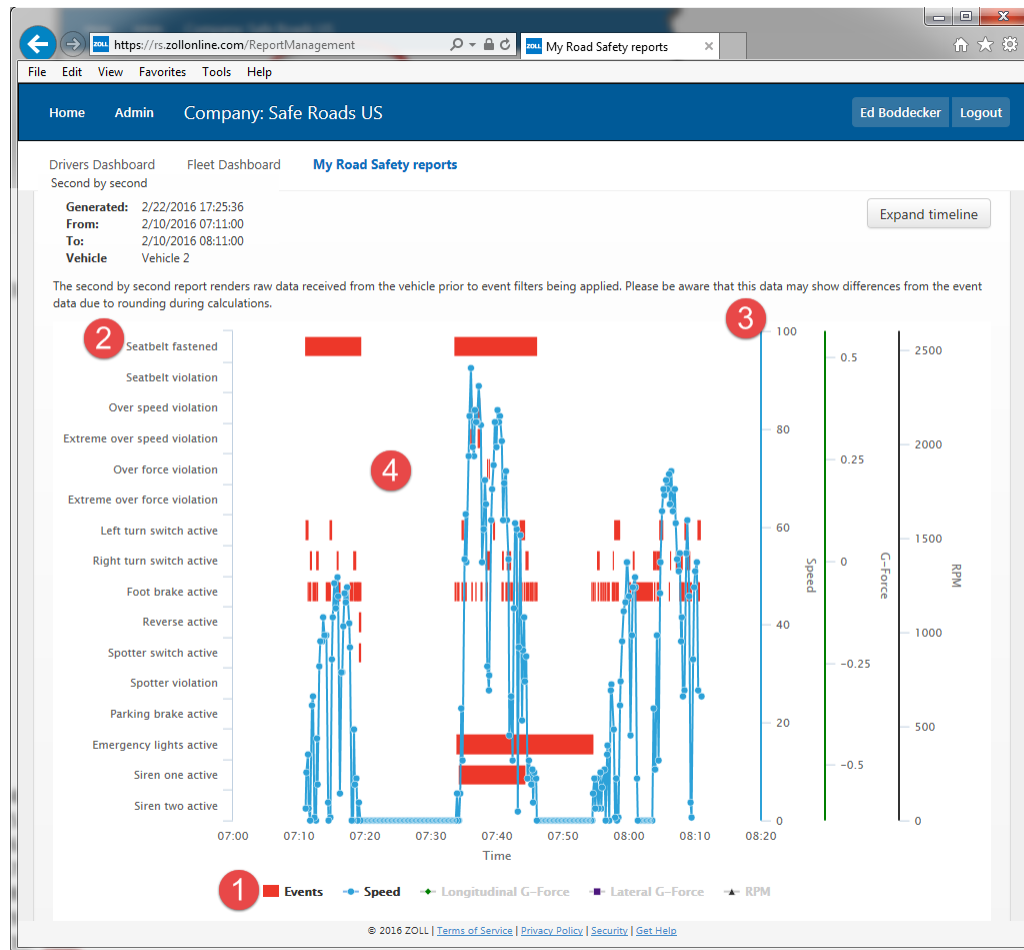 ZOLL https://rs.zollonline.com/ReportManagement
ZOLL My Road Safety reports
File Edit View Favorites Tools Help
Home Admin Company: Safe Roads US Ed Boddecker Logout
Drivers Dashboard Fleet Dashboard My Road Safety reports
Second by second
Generated: 2/22/2016 17:25:36
From: 2/10/2016 07:11:00
To: 2/10/2016 08:11:00
Vehicle Vehicle 2
Expand timeline
The second by second report renders raw data received from the vehicle prior to event filters being applied. Please be aware that this data may show differences from the event
data due to rounding during calculations.
2
3
4
Seatbelt fastened
Seatbelt violation
Over speed violation
Extreme over speed violation
Over force violation
Extreme over force violation
Left turn switch active
Right turn switch active
Foot brake active
Reverse active
Spotter switch active
Spotter violation
Parking brake active
Emergency lights active
Siren one active
Siren two active
100
80
60
40
20
0
Speed
0.5
0.25
0
-0.25
-0.5
G-Force
2500
2000
1500
1000
500
0
RPM
07:00 07:10 07:20 07:30 07:40 07:50 08:00 08:10 08:20
Time
1 Events Speed Longitudinal G-Force Lateral G-Force RPM
© 2016 ZOLL | Terms of Service | Privacy Policy | Security | Get Help